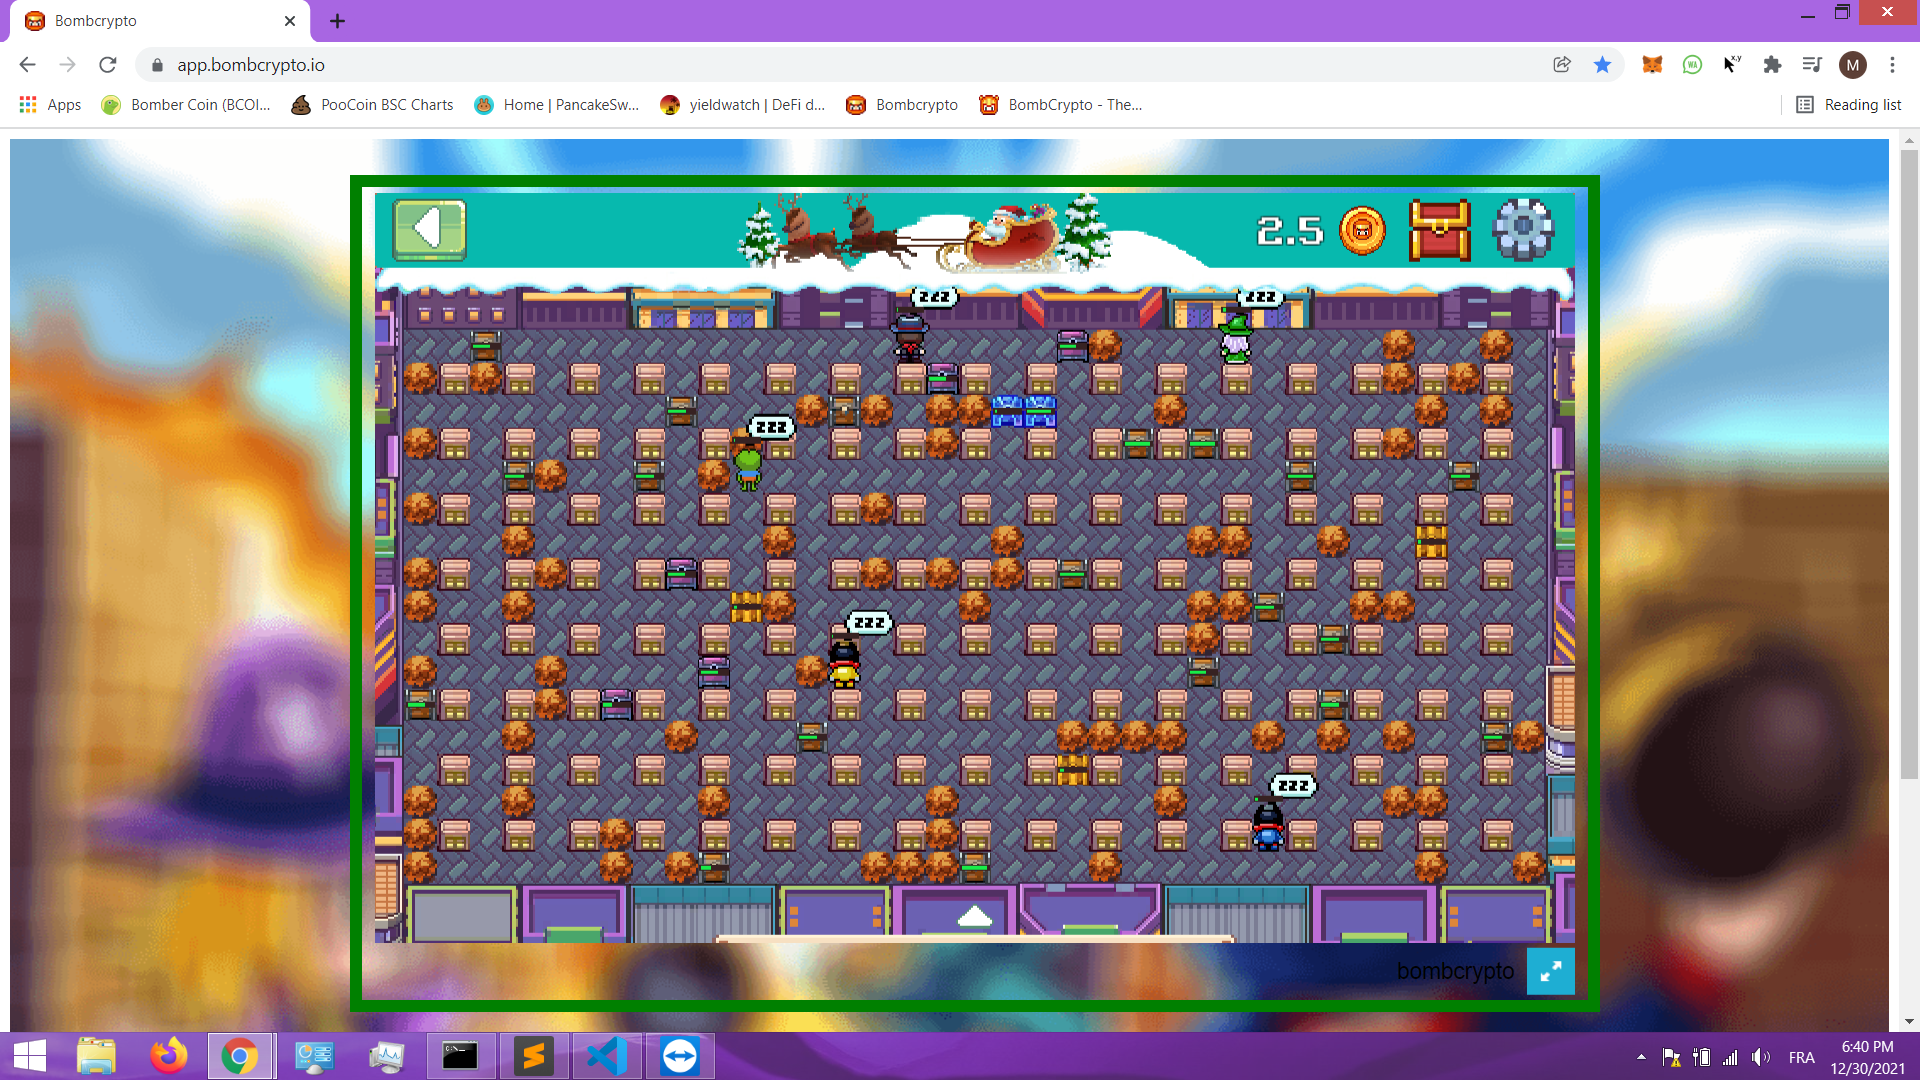 Bombcrypto
app.bombcrypto.io
M
Apps
Bomber Coin (BCOI...
PooCoin BSC Charts
Home | PancakeSw...
yieldwatch | DeFi d...
Bombcrypto
BombCrypto - The...
Reading list
2.5
zzz
zzz
zzz
zzz
zzz
bombcrypto
FRA
6:40 PM
12/30/2021